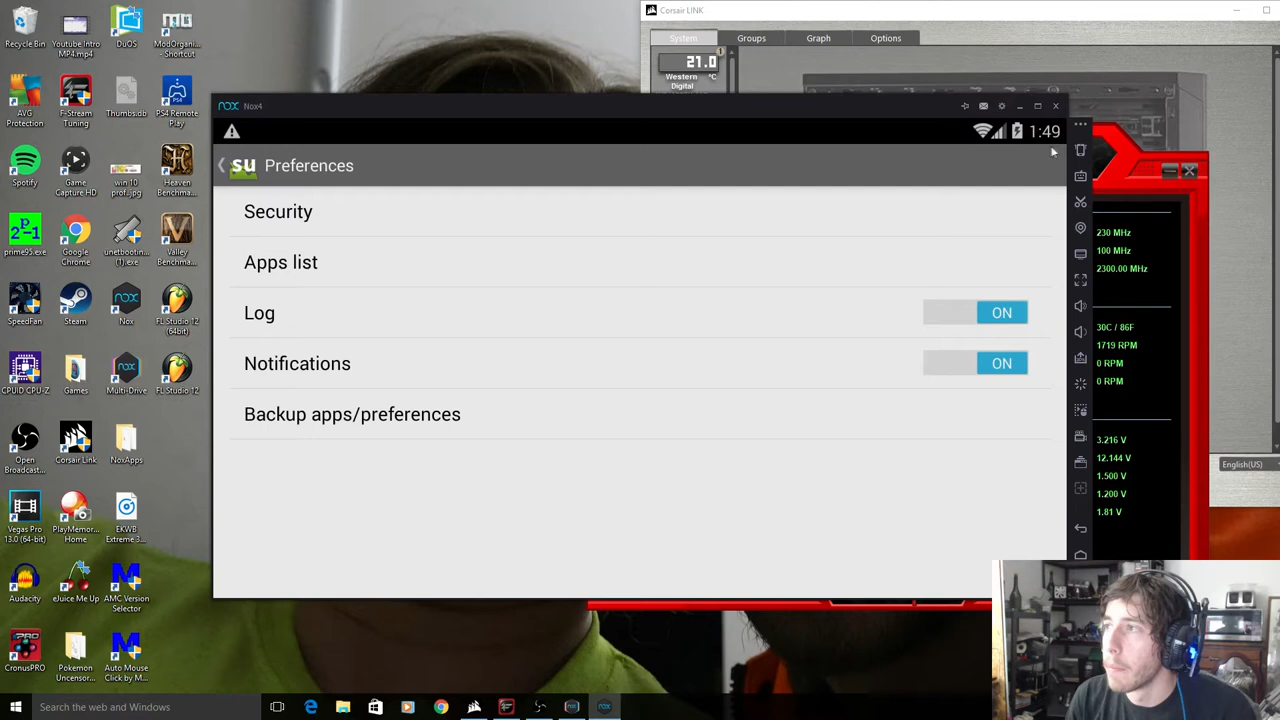 Recycle Bin
Youtube Intro MP4.mp4
DuOS
ModOrgani... - Shortcut
AVG Protection
F-Stream Tuning
Thumbs.db
PS4 Remote Play
Spotify
Game Capture HD
win 10 prof..jpg
Heaven Benchma...
prime95.exe
Google Chrome
unetbootin... (1).exe
Valley Benchma...
SpeedFan
Steam
Nox
FL Studio 12 (64bit)
CPUID CPU-Z
Games
Multi-Drive
FL Studio 12
Open Broadcast...
Corsair Link
NoxApps
Vegas Pro 13.0 (64-bit)
PlayMemor... Home
EKWB Extreme 3...
Audacity
eJuice Me Up
AMC Version Selector
CronusPRO
Pokemon Uncensor...
Auto Mouse Click by M...
Corsair LINK
System
Groups
Graph
Options
21.0
1
Western Digital
°C
nox Nox4
1:49
su Preferences
Security
Apps list
Log
ON
Notifications
ON
Backup apps/preferences
230 MHz
100 MHz
2300.00 MHz
30C / 86F
1719 RPM
0 RPM
0 RPM
3.216 V
12.144 V
1.500 V
1.200 V
1.81 V
English(US)
Search the web and Windows